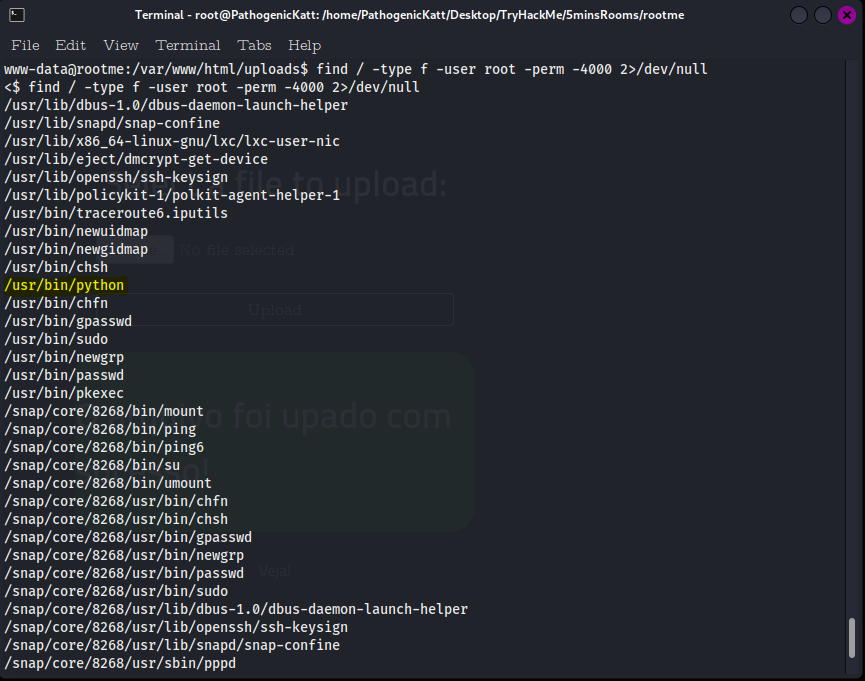 Terminal - root@PathogenicKatt: /home/PathogenicKatt/Desktop/TryHackMe/5minsRooms/rootme
File Edit View Terminal Tabs Help
www-data@rootme:/var/www/html/uploads$ find / -type f -user root -perm -4000 2>/dev/null
<$ find / -type f -user root -perm -4000 2>/dev/null
/usr/lib/dbus-1.0/dbus-daemon-launch-helper
/usr/lib/snapd/snap-confine
/usr/lib/x86_64-linux-gnu/lxc/lxc-user-nic
/usr/lib/eject/dmcrypt-get-device
/usr/lib/openssh/ssh-keysign
file to upload:
/usr/lib/policykit-1/polkit-agent-helper-1
/usr/bin/traceroute6.iputils
/usr/bin/newuidmap
/usr/bin/newgidmap
No file selected
/usr/bin/chsh
/usr/bin/python
/usr/bin/chfn
Upload
/usr/bin/gpasswd
/usr/bin/sudo
/usr/bin/newgrp
/usr/bin/passwd
/usr/bin/pkexec
/snap/core/8268/bin/mount
foi upado com
/snap/core/8268/bin/ping
/snap/core/8268/bin/ping6
/snap/core/8268/bin/su
/snap/core/8268/bin/umount
/snap/core/8268/usr/bin/chfn
/snap/core/8268/usr/bin/chsh
/snap/core/8268/usr/bin/gpasswd
/snap/core/8268/usr/bin/newgrp
/snap/core/8268/usr/bin/passwd
Veja!
/snap/core/8268/usr/bin/sudo
/snap/core/8268/usr/lib/dbus-1.0/dbus-daemon-launch-helper
/snap/core/8268/usr/lib/openssh/ssh-keysign
/snap/core/8268/usr/lib/snapd/snap-confine
/snap/core/8268/usr/sbin/pppd